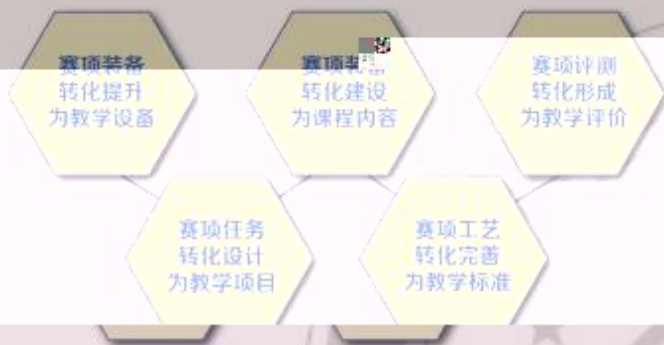 赛项装备
转化提升
为教学设备
赛项装备
转化建设
为课程内容
赛项评测
转化形成
为教学评价
赛项任务
转化设计
为教学项目
赛项工艺
转化完善
为教学标准